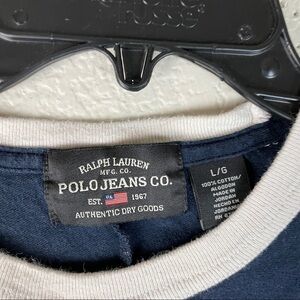 RALPH LAUREN
MFG. CO.
POLO JEANS CO.
EST. 1967
AUTHENTIC DRY GOODS
L/G
100% COTTON/
ALGODON
MADE IN
JORDAN
HECHO EN
JORDANIA